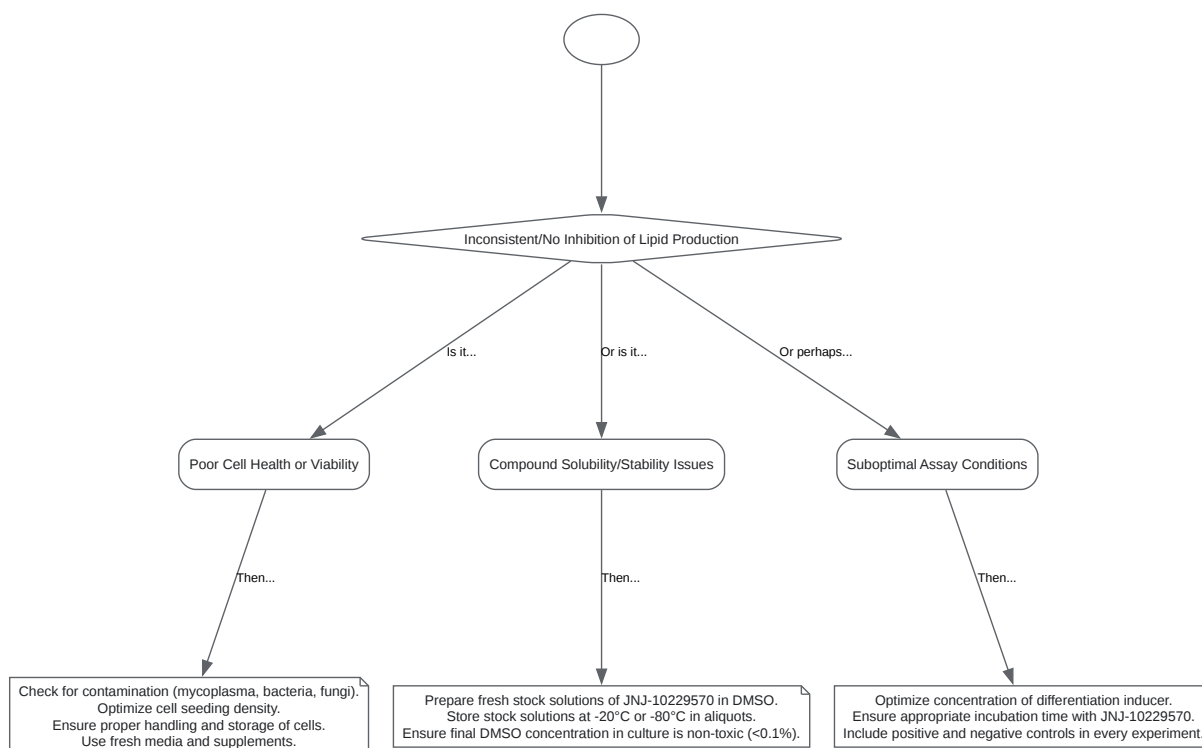 Inconsistent/No Inhibition of Lipid Production
Is it...
Or is it...
Or perhaps...
Poor Cell Health or Viability
Compound Solubility/Stability Issues
Suboptimal Assay Conditions
Then...
Then...
Then...
Check for contamination (mycoplasma, bacteria, fungi).
Optimize cell seeding density.
Ensure proper handling and storage of cells.
Use fresh media and supplements.
Prepare fresh stock solutions of JNJ-10229570 in DMSO.
Store stock solutions at -20°C or -80°C in aliquots.
Ensure final DMSO concentration in culture is non-toxic (<0.1%).
Optimize concentration of differentiation inducer.
Ensure appropriate incubation time with JNJ-10229570.
Include positive and negative controls in every experiment.